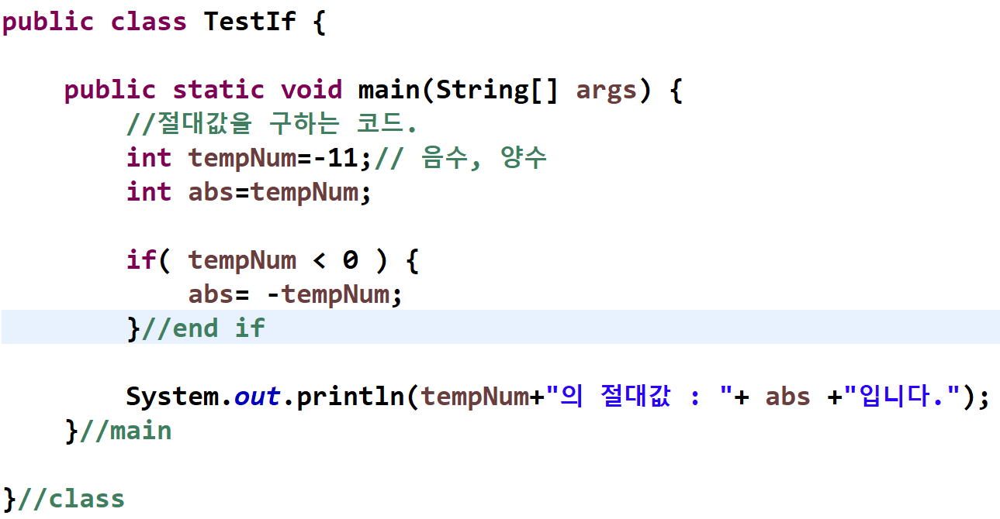 public class TestIf {
public static void main(String[] args) {
//절대값을 구하는 코드.
int tempNum=-11;// 음수, 양수
int abs=tempNum;
if( tempNum < 0 ) {
abs= -tempNum;
}//end if
System.out.println(tempNum+"의 절대값 : "+ abs +"입니다.");
}//main
}//class